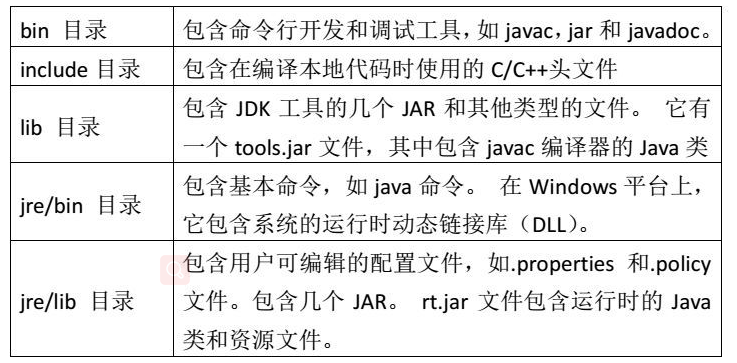 bin 目录
包含命令行开发和调试工具，如 javac，jar 和 javadoc。
include 目录
包含在编译本地代码时使用的 C/C++头文件
lib 目录
包含 JDK 工具的几个 JAR 和其他类型的文件。 它有
一个 tools.jar 文件，其中包含 javac 编译器的 Java 类
jre/bin 目录
包含基本命令，如 java 命令。 在 Windows 平台上，
它包含系统的运行时动态链接库（DLL）。
jre/lib 目录
包含用户可编辑的配置文件，如.properties 和.policy
文件。包含几个 JAR。 rt.jar 文件包含运行时的 Java
类和资源文件。